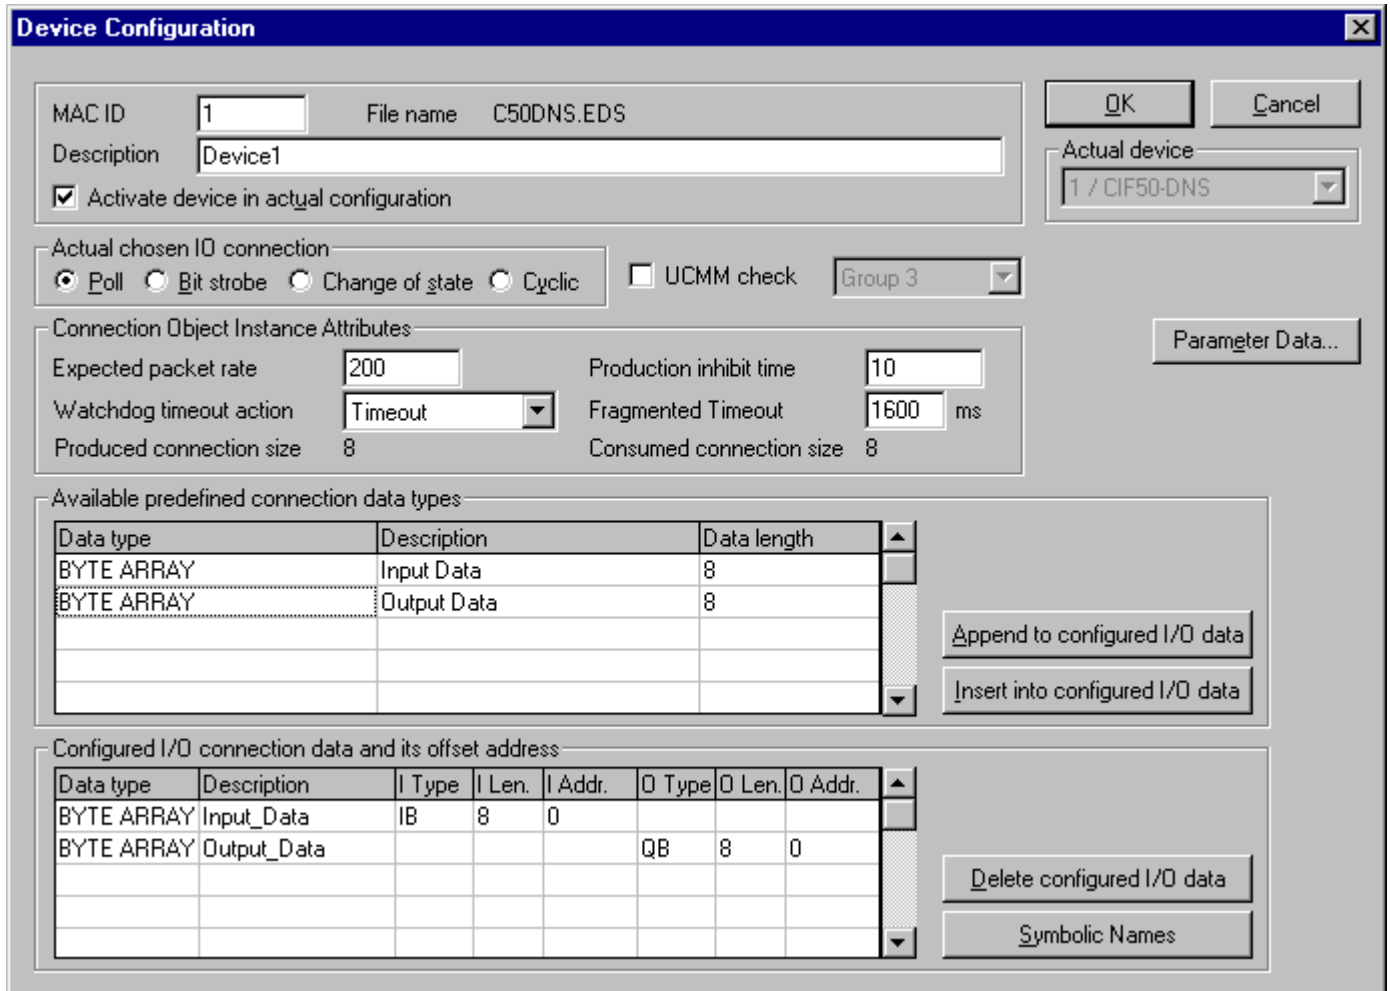 Device Configuration
MAC ID 1 File name C50DNS.EDS
OK Cancel
Description Device1
Actual device
1 / CIF50-DNS
Activate device in actual configuration
Actual chosen IO connection
Poll Bit strobe Change of state Cyclic
UCMM check Group 3
Connection Object Instance Attributes
Parameter Data...
Expected packet rate 200 Production inhibit time 10
Watchdog timeout action Timeout Fragmented Timeout 1600 ms
Produced connection size 8 Consumed connection size 8
Available predefined connection data types
Data type Description Data length
BYTE ARRAY Input Data 8
BYTE ARRAY Output Data 8
Append to configured I/O data
Insert into configured I/O data
Configured I/O connection data and its offset address
Data type Description I Type I Len. I Addr. O Type O Len. O Addr.
BYTE ARRAY Input_Data IB 8 0
BYTE ARRAY Output_Data QB 8 0
Delete configured I/O data
Symbolic Names